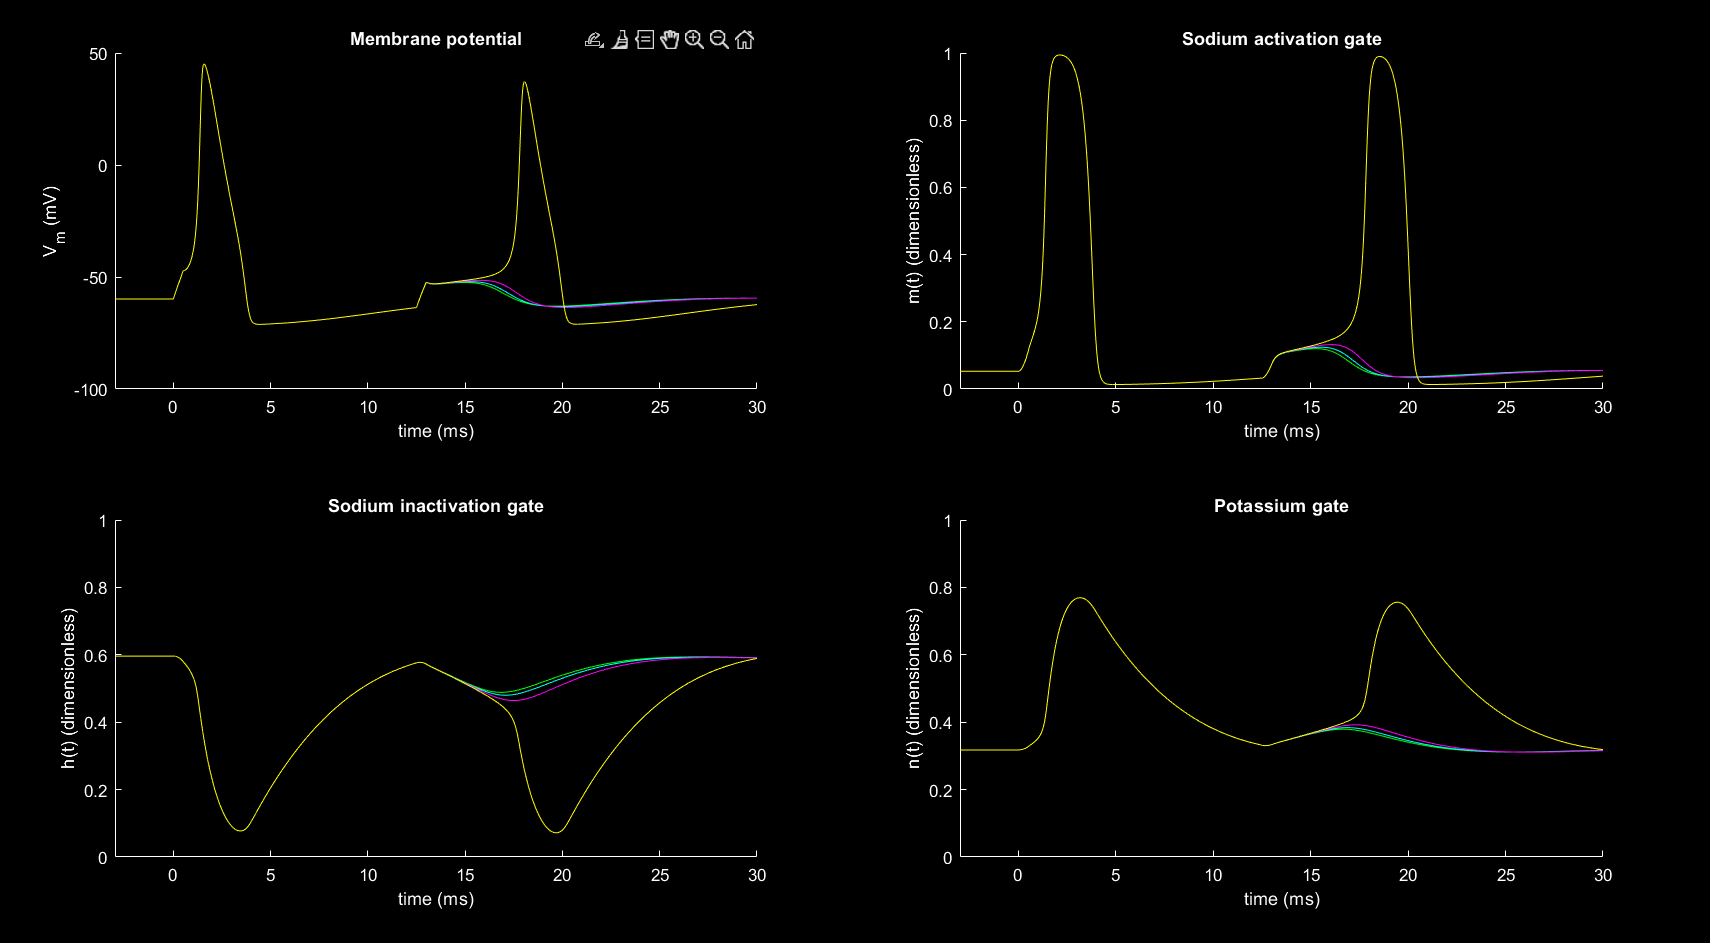 Membrane potential
50
0
-50
-100
V_m (mV)
0 5 10 15 20 25 30
time (ms)
Sodium activation gate
1
0.8
0.6
0.4
0.2
0
m(t) (dimensionless)
0 5 10 15 20 25 30
time (ms)
Sodium inactivation gate
1
0.8
0.6
0.4
0.2
0
h(t) (dimensionless)
0 5 10 15 20 25 30
time (ms)
Potassium gate
1
0.8
0.6
0.4
0.2
0
n(t) (dimensionless)
0 5 10 15 20 25 30
time (ms)